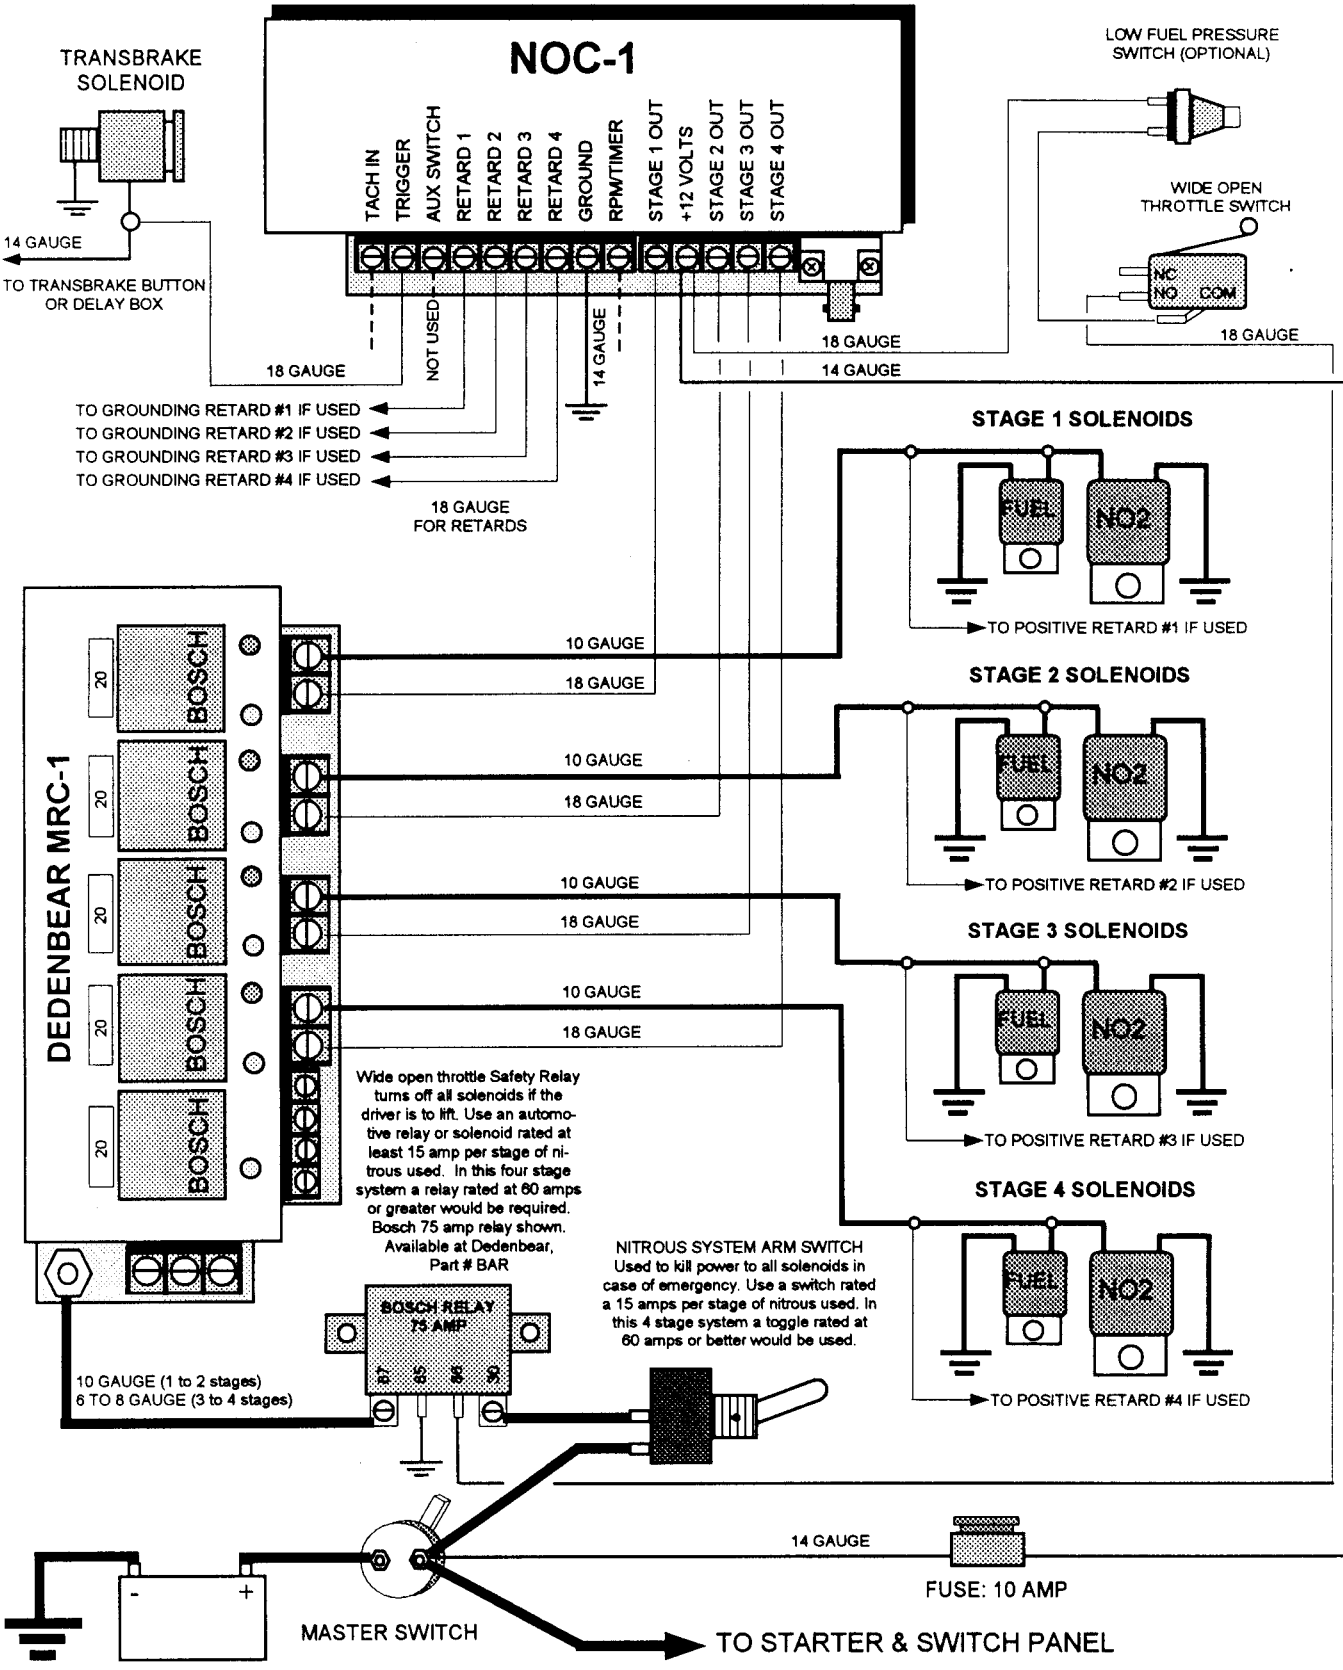 NOC-1
TRANSBRAKE
SOLENOID
LOW FUEL PRESSURE
SWITCH (OPTIONAL)
TACH IN
TRIGGER
AUX SWITCH
RETARD 1
RETARD 2
RETARD 3
RETARD 4
GROUND
RPM/TIMER
STAGE 1 OUT
+12 VOLTS
STAGE 2 OUT
STAGE 3 OUT
STAGE 4 OUT
WIDE OPEN
THROTTLE SWITCH
NC
NO COM
14 GAUGE
TO TRANSBRAKE BUTTON
OR DELAY BOX
NOT USED
14 GAUGE
18 GAUGE
18 GAUGE
18 GAUGE
14 GAUGE
TO GROUNDING RETARD #1 IF USED
TO GROUNDING RETARD #2 IF USED
TO GROUNDING RETARD #3 IF USED
TO GROUNDING RETARD #4 IF USED
18 GAUGE
FOR RETARDS
STAGE 1 SOLENOIDS
FUEL
NO2
TO POSITIVE RETARD #1 IF USED
STAGE 2 SOLENOIDS
FUEL
NO2
TO POSITIVE RETARD #2 IF USED
STAGE 3 SOLENOIDS
FUEL
NO2
TO POSITIVE RETARD #3 IF USED
STAGE 4 SOLENOIDS
FUEL
NO2
TO POSITIVE RETARD #4 IF USED
DEDENBEAR MRC-1
20
BOSCH
20
BOSCH
20
BOSCH
20
BOSCH
20
BOSCH
10 GAUGE
18 GAUGE
10 GAUGE
18 GAUGE
10 GAUGE
18 GAUGE
10 GAUGE
18 GAUGE
Wide open throttle Safety Relay
turns off all solenoids if the
driver is to lift. Use an automo-
tive relay or solenoid rated at
least 15 amp per stage of ni-
trous used. In this four stage
system a relay rated at 60 amps
or greater would be required.
Bosch 75 amp relay shown.
Available at Dedenbear,
Part # BAR
NITROUS SYSTEM ARM SWITCH
Used to kill power to all solenoids in
case of emergency. Use a switch rated
a 15 amps per stage of nitrous used. In
this 4 stage system a toggle rated at
60 amps or better would be used.
BOSCH RELAY
75 AMP
87
85
86
30
10 GAUGE (1 to 2 stages)
6 TO 8 GAUGE (3 to 4 stages)
14 GAUGE
FUSE: 10 AMP
- +
MASTER SWITCH
TO STARTER & SWITCH PANEL